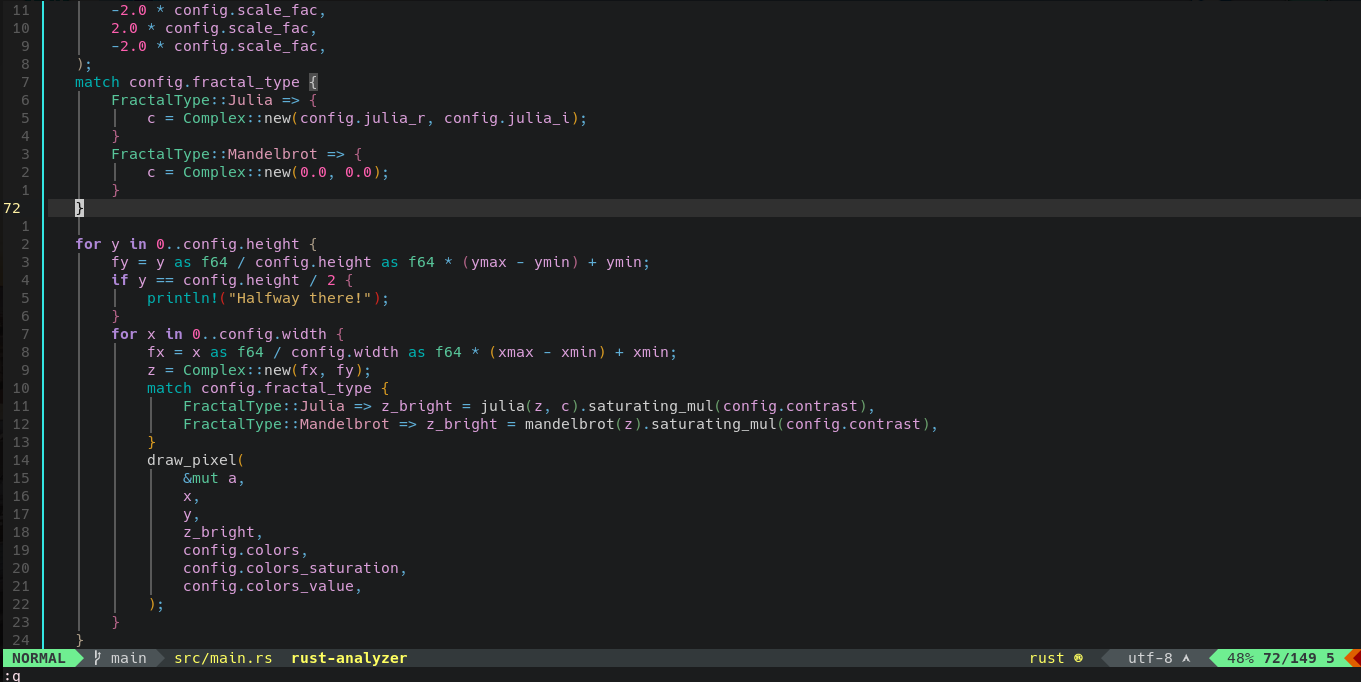 11 -2.0 * config.scale_fac,
10 2.0 * config.scale_fac,
9 -2.0 * config.scale_fac,
8 );
7 match config.fractal_type {
6 FractalType::Julia => {
5 c = Complex::new(config.julia_r, config.julia_i);
4 }
3 FractalType::Mandelbrot => {
2 c = Complex::new(0.0, 0.0);
1 }
72 }
1
2 for y in 0..config.height {
3 fy = y as f64 / config.height as f64 * (ymax - ymin) + ymin;
4 if y == config.height / 2 {
5 println!("Halfway there!");
6 }
7 for x in 0..config.width {
8 fx = x as f64 / config.width as f64 * (xmax - xmin) + xmin;
9 z = Complex::new(fx, fy);
10 match config.fractal_type {
11 FractalType::Julia => z_bright = julia(z, c).saturating_mul(config.contrast),
12 FractalType::Mandelbrot => z_bright = mandelbrot(z).saturating_mul(config.contrast),
13 }
14 draw_pixel(
15 &mut a,
16 x,
17 y,
18 z_bright,
19 config.colors,
20 config.colors_saturation,
21 config.colors_value,
22 );
23 }
24 }
NORMAL main src/main.rs rust-analyzer rust utf-8 48% 72/149 5
:q